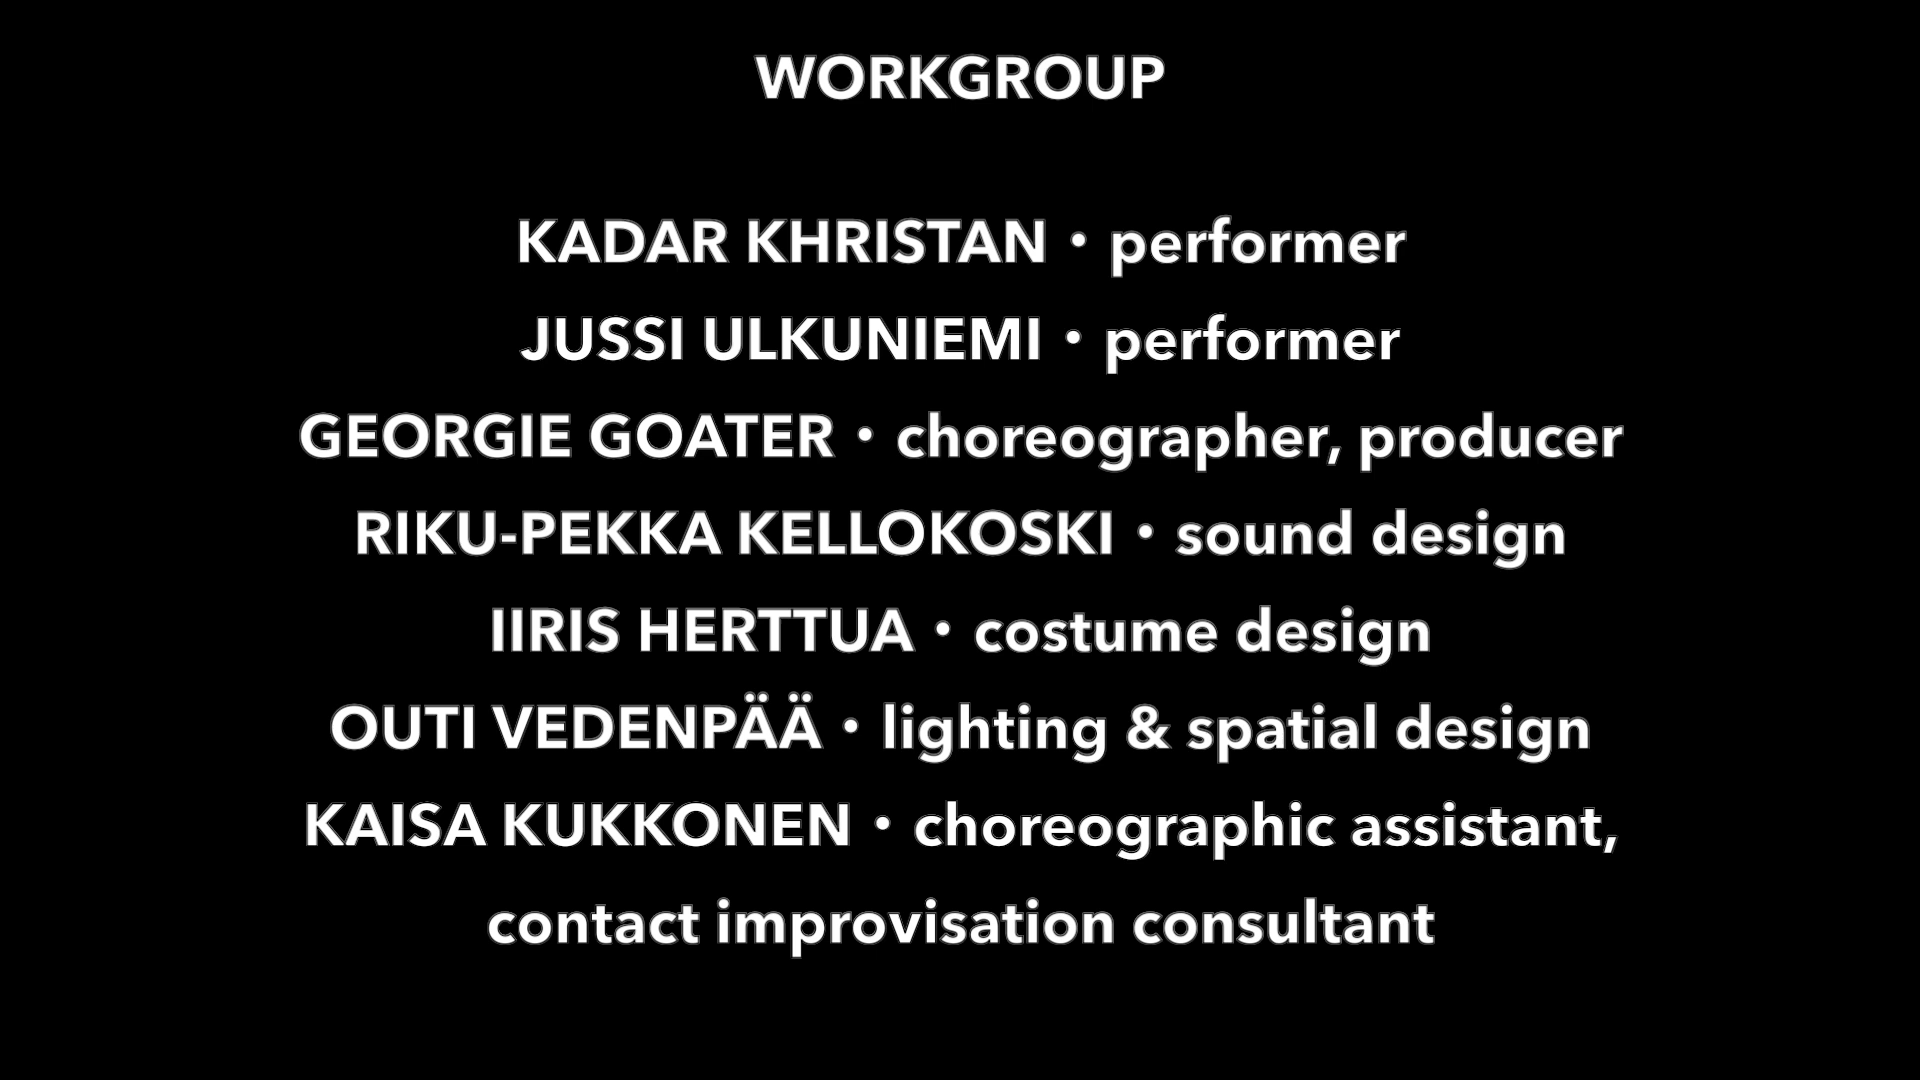 WORKGROUP
KADAR KHRISTAN • performer
JUSSI ULKUNIEMI • performer
GEORGIE GOATER • choreographer, producer
RIKU-PEKKA KELLOKOSKI • sound design
IIRIS HERTTUA • costume design
OUTI VEDENPÄÄ • lighting & spatial design
KAISA KUKKONEN • choreographic assistant,
contact improvisation consultant